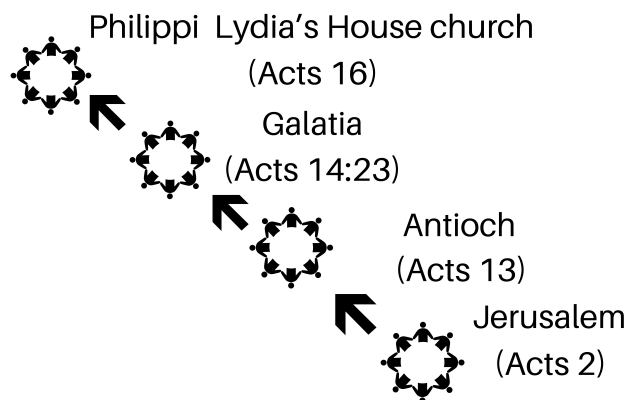 Philippi Lydia’s House church
(Acts 16)
Galatia
(Acts 14:23)
Antioch
(Acts 13)
Jerusalem
(Acts 2)